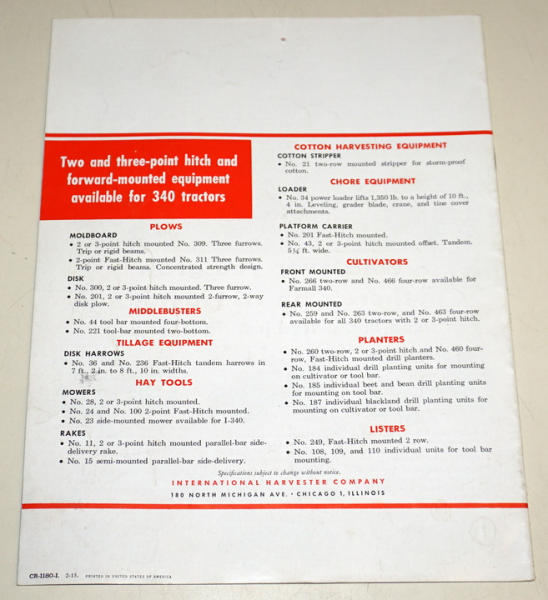 Two and three-point hitch and
forward-mounted equipment
available for 340 tractors
PLOWS
MOLDBOARD
• 2 or 3-point hitch mounted No. 309. Three furrows.
Trip or rigid beams.
• 2-point Fast-Hitch mounted No. 311 Three furrows.
Trip or rigid beams. Concentrated strength design.
DISK
• No. 300, 2 or 3-point hitch mounted. Three furrow.
• No. 201, 2 or 3-point hitch mounted 2-furrow, 2-way
disk plow.
MIDDLEBUSTERS
• No. 44 tool bar mounted four-bottom.
• No. 221 tool-bar mounted two-bottom.
TILLAGE EQUIPMENT
DISK HARROWS
• No. 36 and No. 236 Fast-Hitch tandem harrows in
7 ft., 2 in. to 8 ft., 10 in. widths.
HAY TOOLS
MOWERS
• No. 28, 2 or 3-point hitch mounted.
• No. 24 and No. 100 2-point Fast-Hitch mounted.
• No. 23 side-mounted mower available for I-340.
RAKES
• No. 11, 2 or 3-point hitch mounted parallel-bar side-
delivery rake.
• No. 15 semi-mounted parallel-bar side-delivery.
COTTON HARVESTING EQUIPMENT
COTTON STRIPPER
• No. 21 two-row mounted stripper for storm-proof
cotton.
CHORE EQUIPMENT
LOADER
• No. 34 power loader lifts 1,350 lb. to a height of 10 ft.,
4 in. Leveling, grader blade, crane, and tine cover
attachments.
PLATFORM CARRIER
• No. 201 Fast-Hitch mounted.
• No. 43, 2 or 3-point hitch mounted offset. Tandem.
5¼ ft. wide.
CULTIVATORS
FRONT MOUNTED
• No. 266 two-row and No. 466 four-row available for
Farmall 340.
REAR MOUNTED
• No. 259 and No. 263 two-row, and No. 463 four-row
available for all 340 tractors with 2 or 3-point hitch.
PLANTERS
• No. 260 two-row, 2 or 3-point hitch and No. 460 four-
row, Fast-Hitch mounted drill planters.
• No. 184 individual drill planting units for mounting
on cultivator or tool bar.
• No. 185 individual beet and bean drill planting units
for mounting on tool bar.
• No. 187 individual blackland drill planting units for
mounting on cultivator or tool bar.
LISTERS
• No. 249, Fast-Hitch mounted 2 row.
• No. 108, 109, and 110 individual units for tool bar
mounting.
Specifications subject to change without notice.
INTERNATIONAL HARVESTER COMPANY
180 NORTH MICHIGAN AVE. • CHICAGO 1, ILLINOIS
CR-1180-I. 2-15. PRINTED IN UNITED STATES OF AMERICA